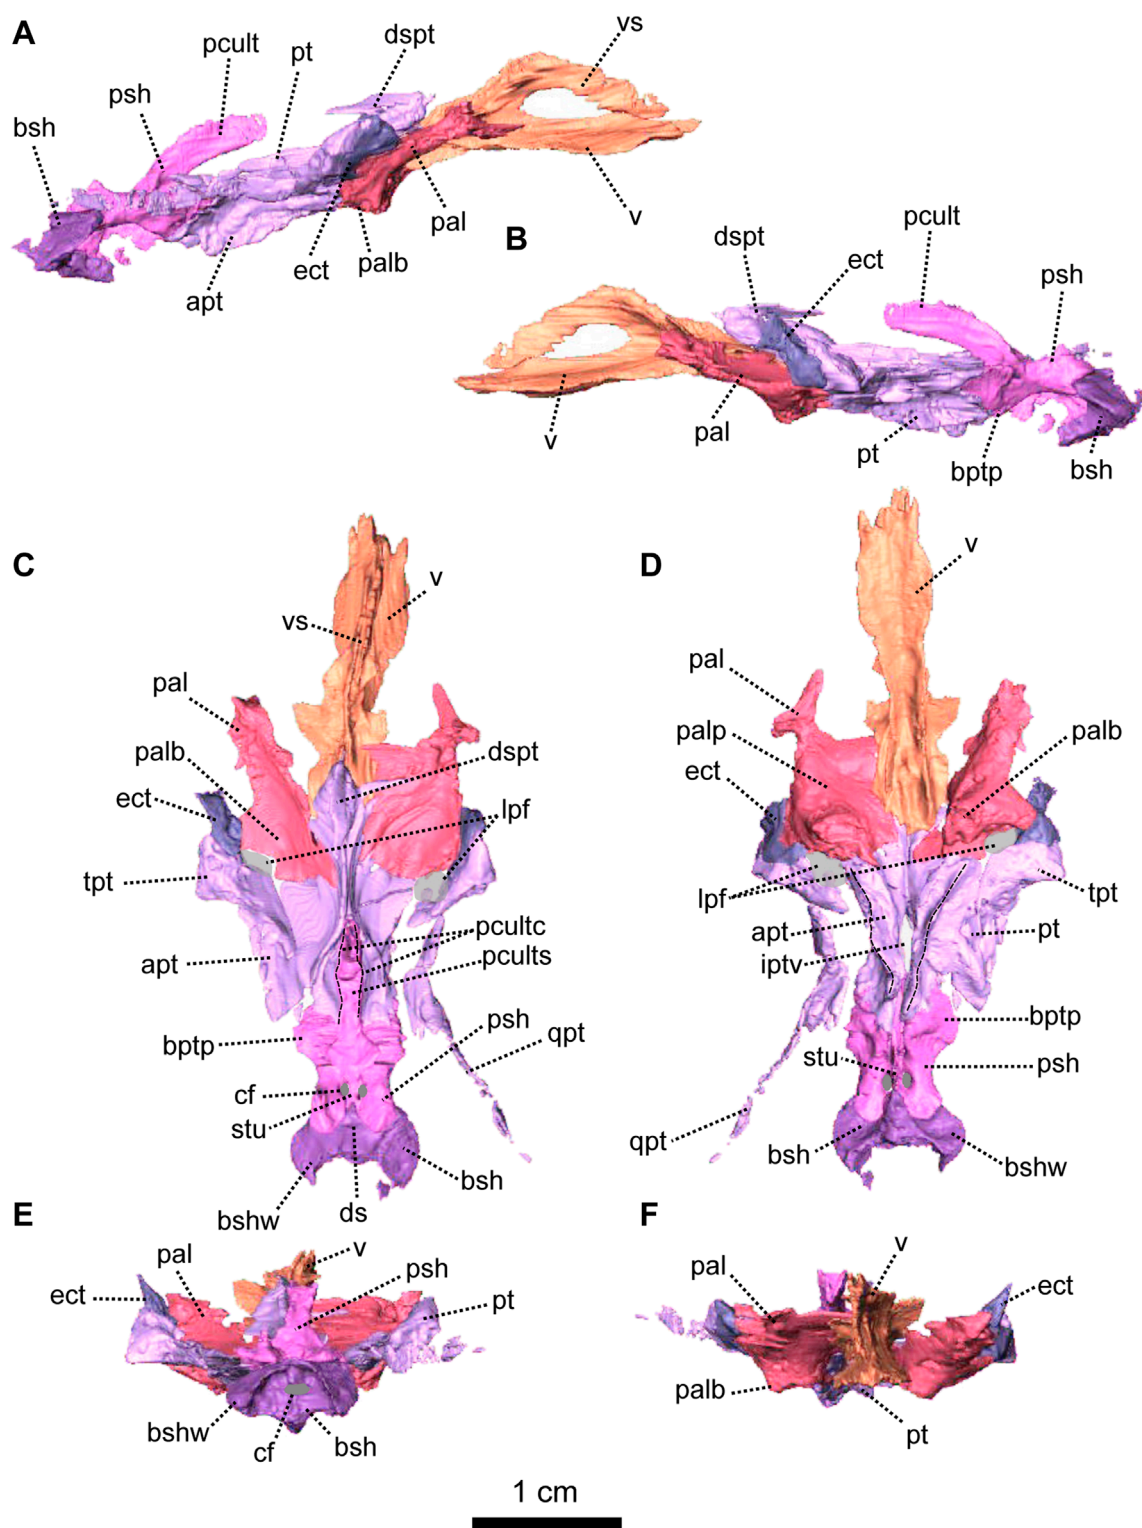 A
pcult
pt
dspt
vs
psh
bsh
v
pal
palb
ect
apt
B
pcult
dspt
ect
psh
v
pal
pt
bptp
bsh
C
v
vs
pal
palb
dspt
ect
lpf
tpt
pcultc
pcults
apt
psh
qpt
bptp
cf
stu
bsh
ds
bshw
D
v
pal
palp
palb
ect
lpf
tpt
apt
pt
iptv
bptp
stu
psh
qpt
bsh
bshw
E
v
pal
psh
ect
pt
bshw
cf
bsh
F
v
pal
ect
palb
pt
1 cm